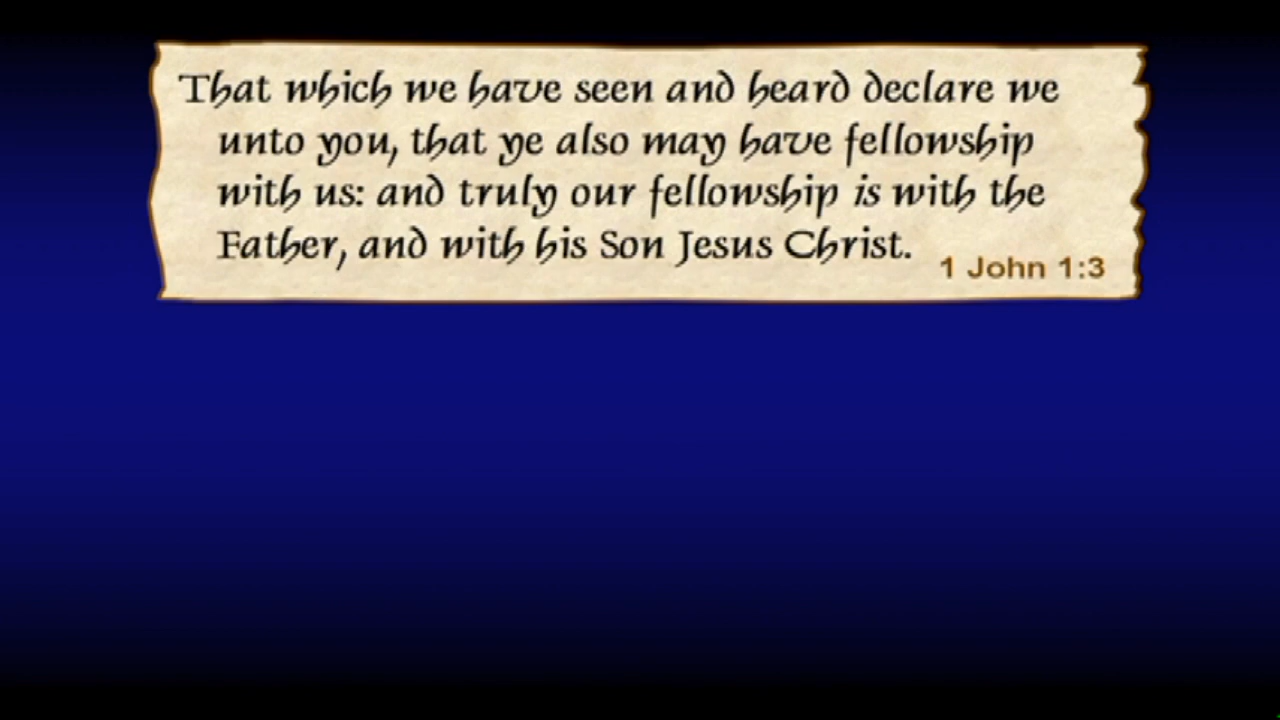 That which we have seen and heard declare we
unto you, that ye also may have fellowship
with us: and truly our fellowship is with the
Father, and with his Son Jesus Christ.
1 John 1:3